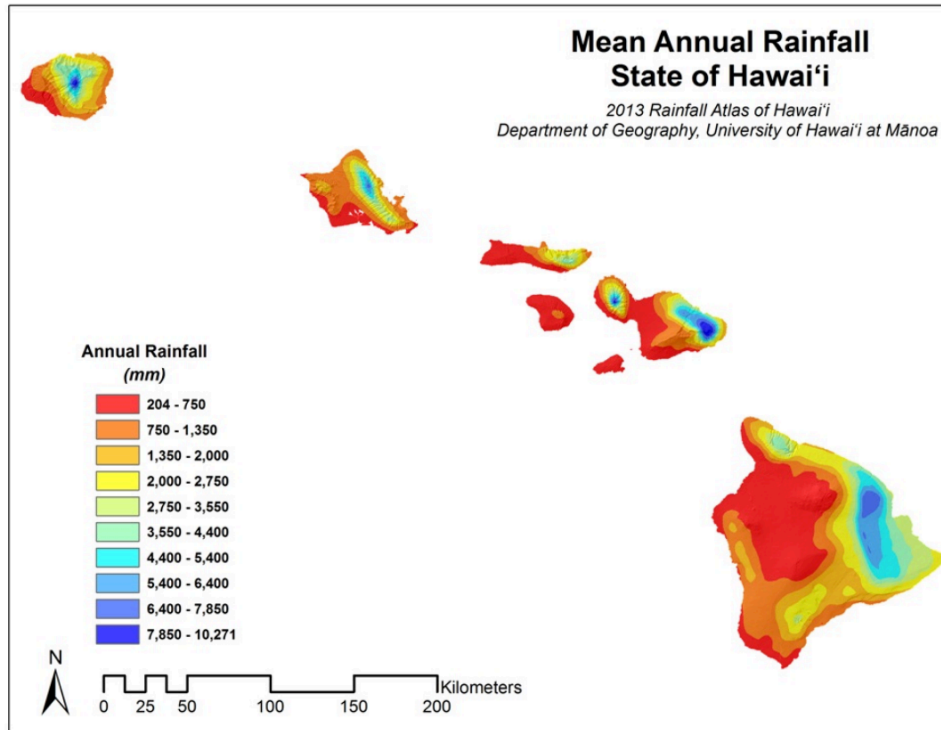 Mean Annual Rainfall
State of Hawai‘i
2013 Rainfall Atlas of Hawai‘i
Department of Geography, University of Hawai‘i at Mānoa
Annual Rainfall
(mm)
204 - 750
750 - 1,350
1,350 - 2,000
2,000 - 2,750
2,750 - 3,550
3,550 - 4,400
4,400 - 5,400
5,400 - 6,400
6,400 - 7,850
7,850 - 10,271
N
Kilometers
0 25 50 100 150 200